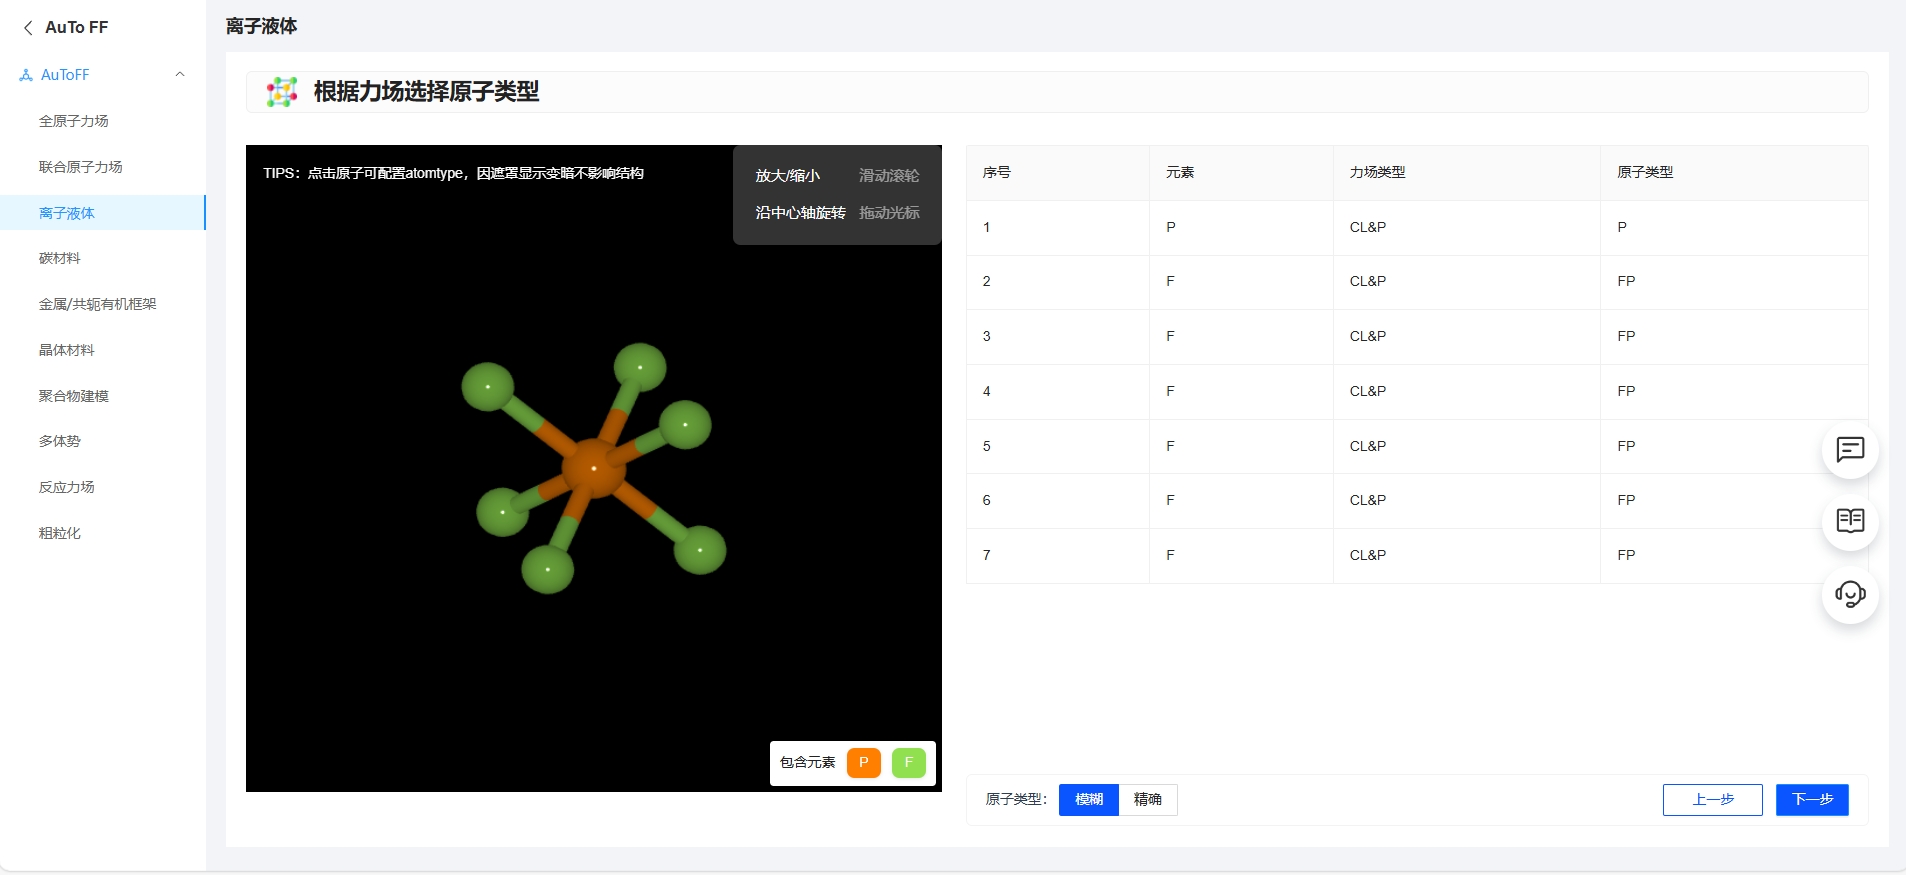 AuTo FF
AuToFF
全原子力场
联合原子力场
离子液体
碳材料
金属/共轭有机框架
晶体材料
聚合物建模
多体势
反应力场
粗粒化
离子液体
根据力场选择原子类型
TIPS：点击原子可配置atomtype，因遮罩显示变暗不影响结构
放大/缩小 滑动滚轮
沿中心轴旋转 拖动光标
包含元素 P F
序号 元素 力场类型 原子类型
1 P CL&P P
2 F CL&P FP
3 F CL&P FP
4 F CL&P FP
5 F CL&P FP
6 F CL&P FP
7 F CL&P FP
原子类型： 模糊 精确 上一步 下一步